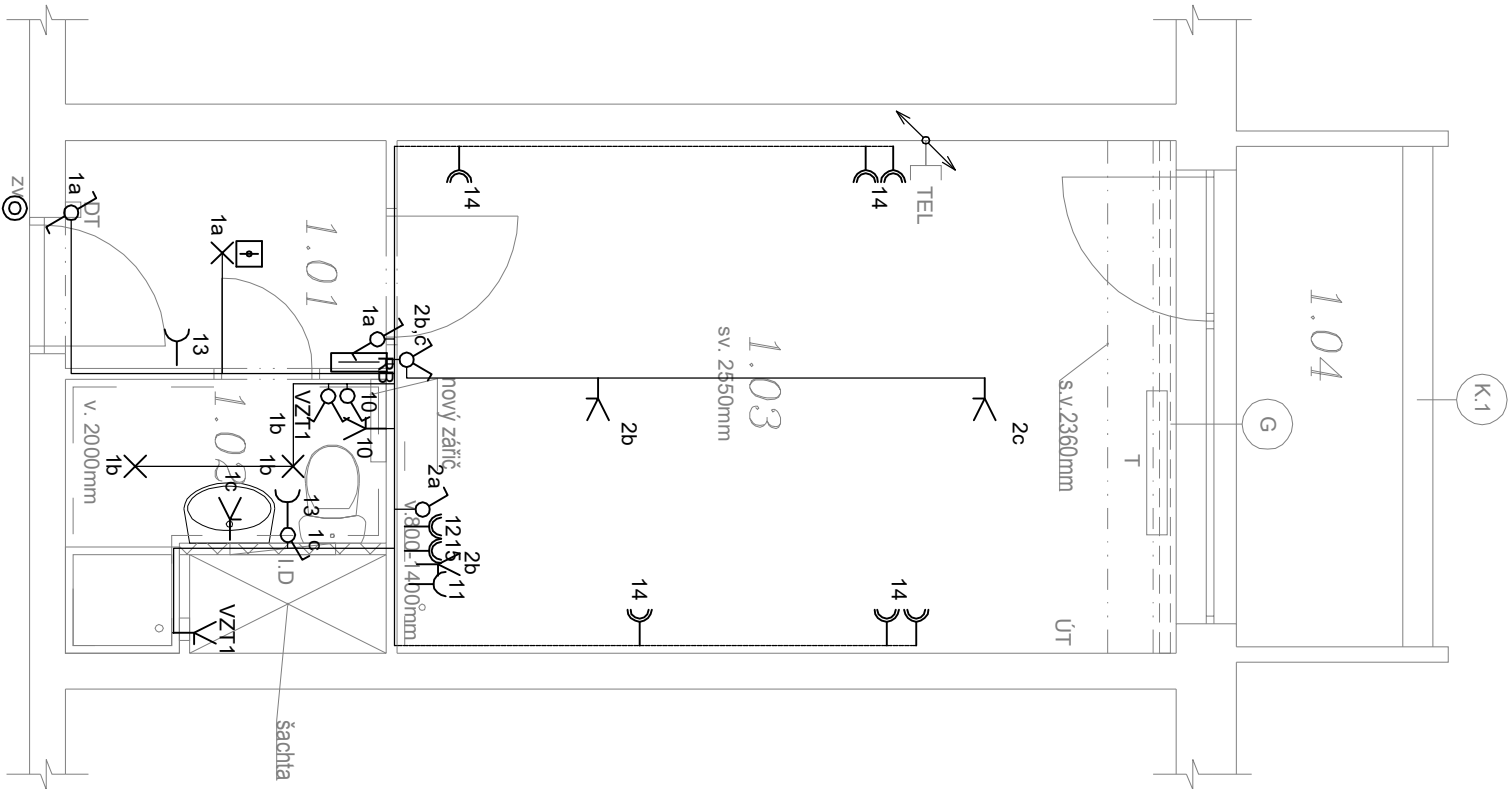 zv
1a
DT
1a
1.01
13
1a
2b,c
RB
nový zářič
VZT1
10
10
1b
1b
1b
v. 2000mm
1c
13
1c
I.D
VZT1
šachta
14
14
TEL
1.03
sv. 2550mm
2b
2c
s.v.2360mm
T
ÚT
2a
12
15
2b
11
v.800-1400mm
14
14
G
1.04
K.1